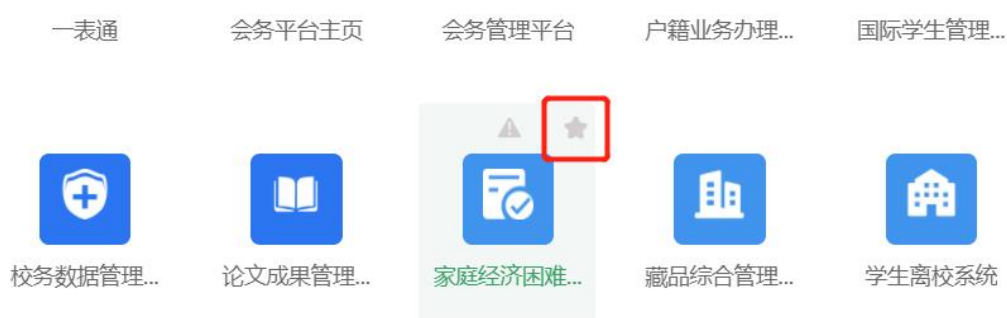 一表通
会务平台主页
会务管理平台
户籍业务办理...
国际学生管理...
校务数据管理...
论文成果管理...
家庭经济困难...
藏品综合管理...
学生离校系统